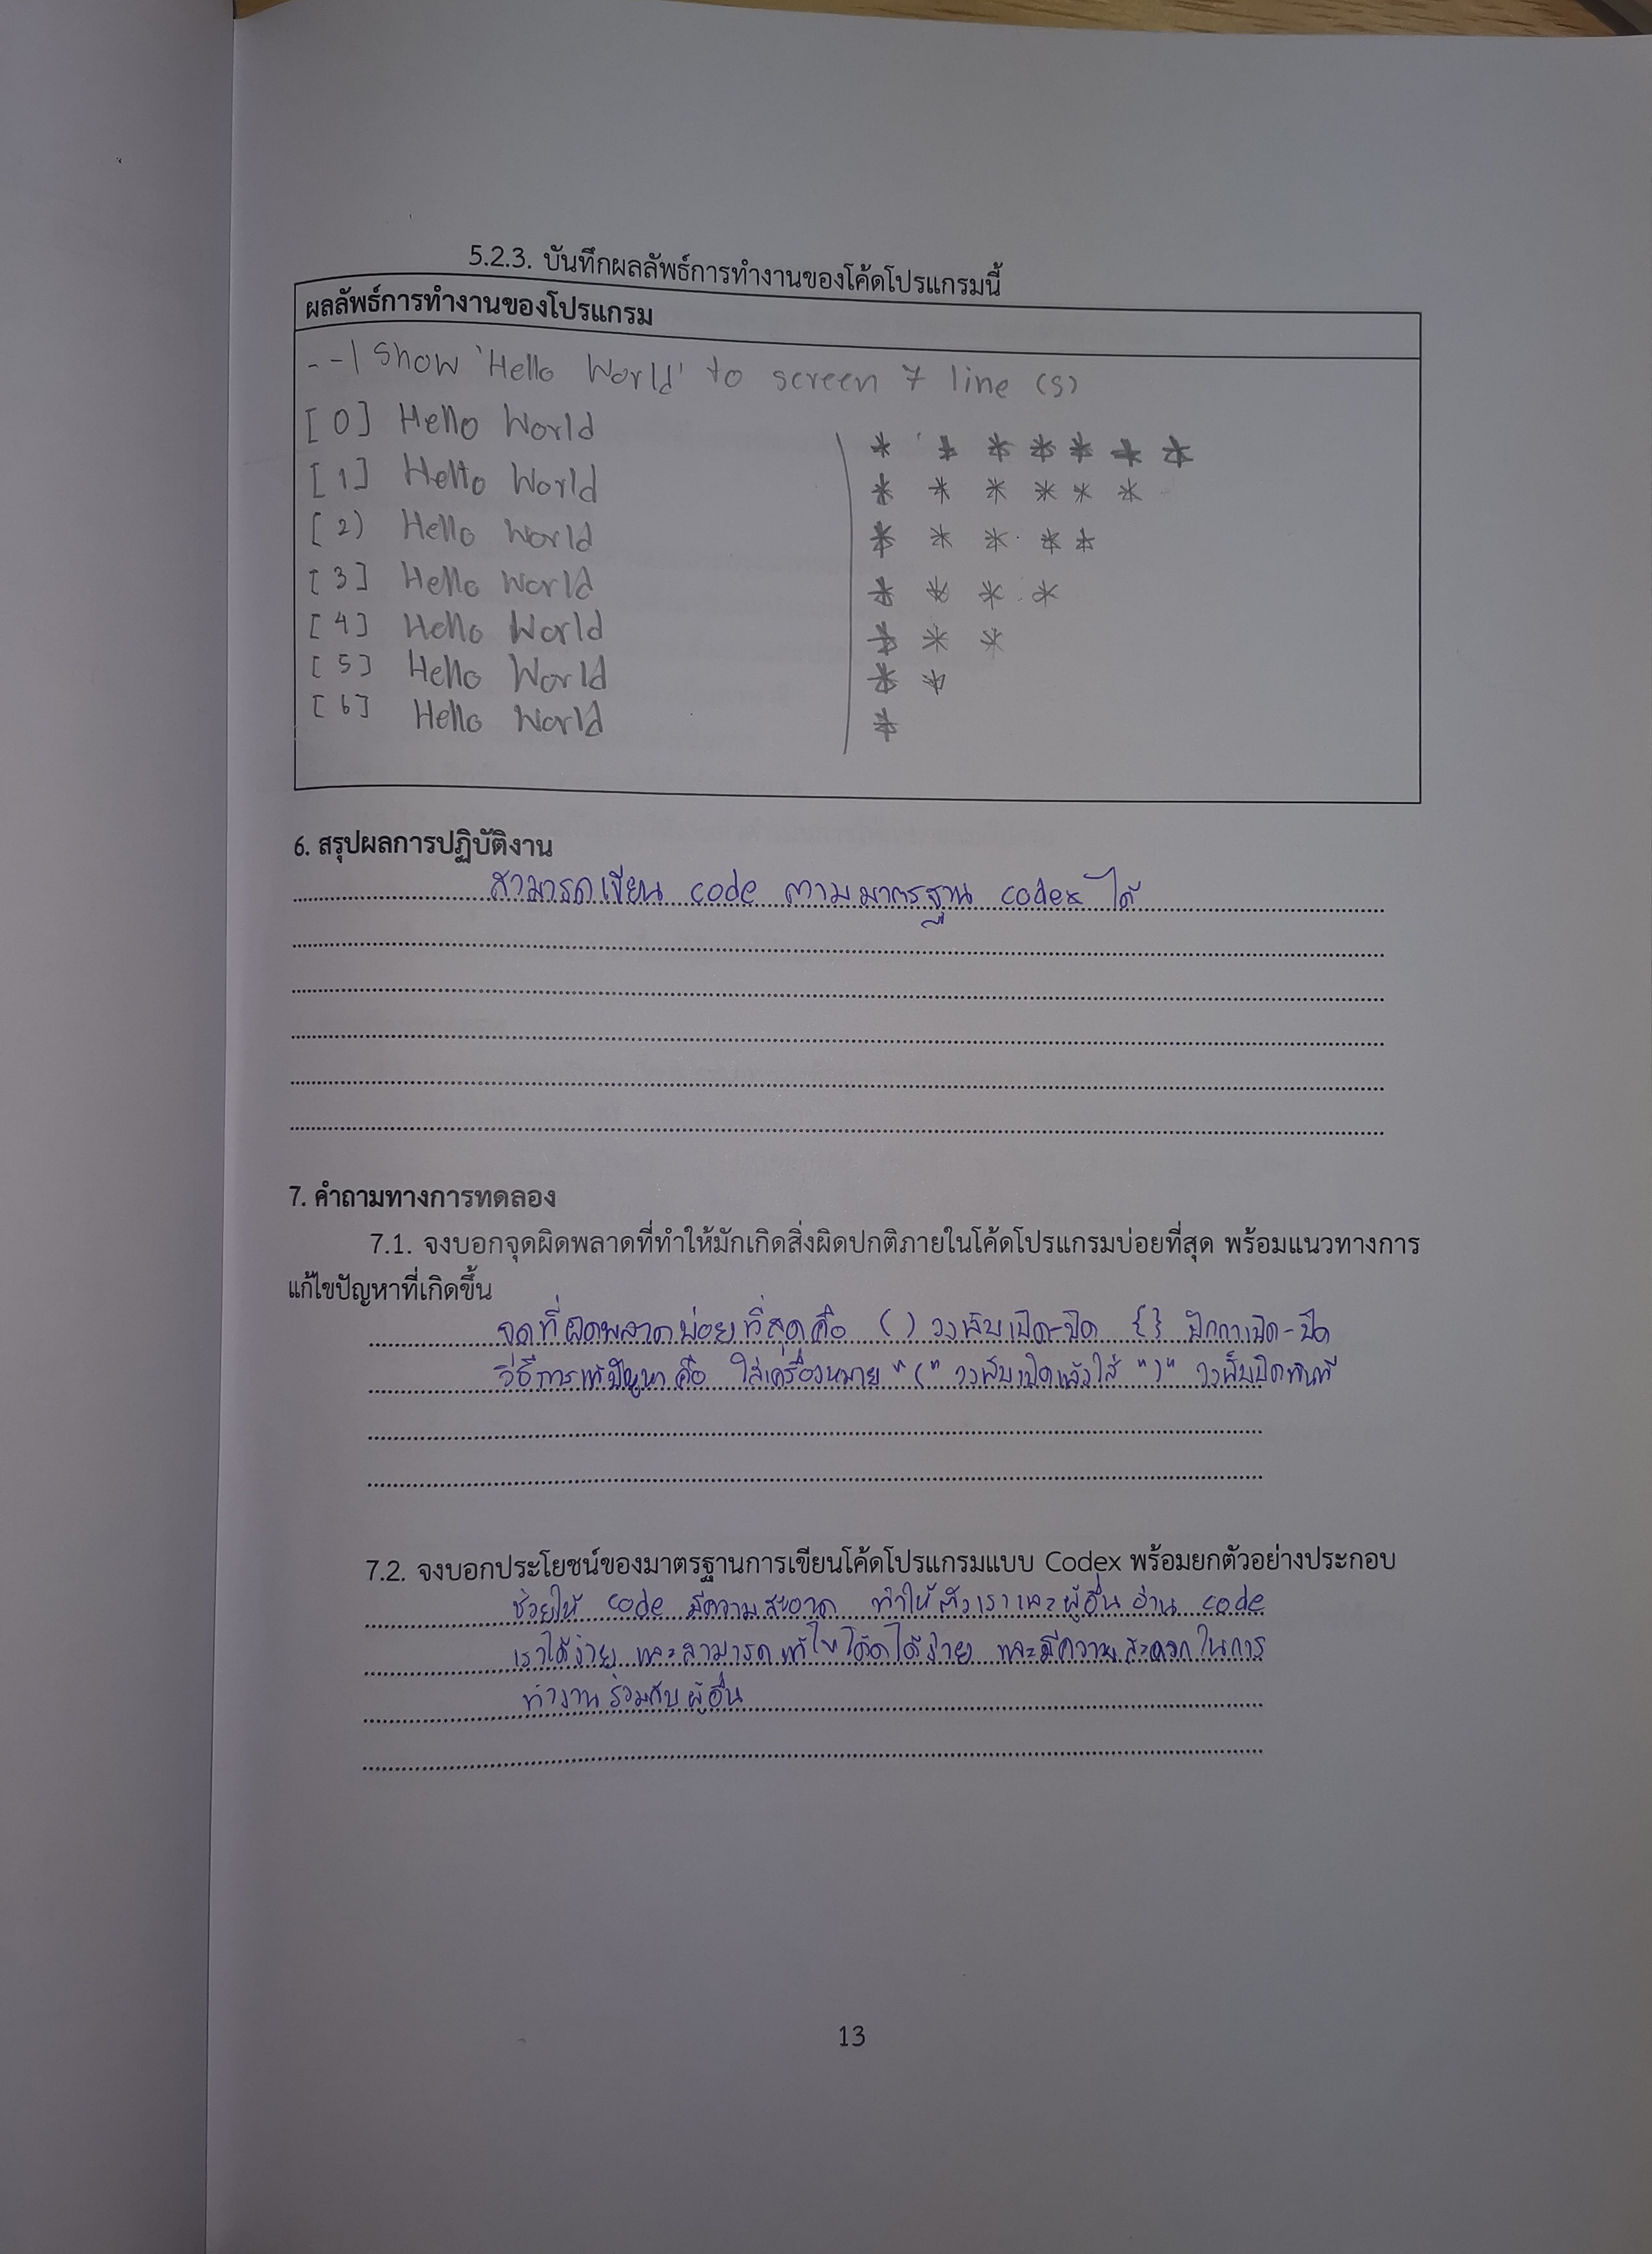 5.2.3. บันทึกผลลัพธ์การทำงานของโค้ดโปรแกรมนี้
ผลลัพธ์การทำงานของโปรแกรม
--| Show 'Hello World' to screen 7 line (s)
[0] Hello World
[1] Hello World
[2) Hello World
[3] Hello World
[4] Hello World
[5] Hello World
[6] Hello World
* * * * * * *
* * * * * *
* * * * *
* * * *
* * *
* *
*
6. สรุปผลการปฏิบัติงาน
สามารถเขียน code ตามมาตรฐาน codex ได้
7. คำถามทางการทดลอง
7.1. จงบอกจุดผิดพลาดที่ทำให้มักเกิดสิ่งผิดปกติภายในโค้ดโปรแกรมบ่อยที่สุด พร้อมแนวทางการ
แก้ไขปัญหาที่เกิดขึ้น
จุดที่ผิดพลาดบ่อยที่สุดคือ ( ) วงเล็บเปิด-ปิด {} ปีกกาเปิด-ปิด
วิธีการแก้ปัญหา คือ ใส่เครื่องหมาย "(" วงเล็บเปิดแล้วใส่ ")" วงเล็บปิดทันที
7.2. จงบอกประโยชน์ของมาตรฐานการเขียนโค้ดโปรแกรมแบบ Codex พร้อมยกตัวอย่างประกอบ
ช่วยให้ code มีความสะอาด ทำให้ตัวเราและผู้อื่นอ่าน code
เราได้ง่าย และสามารถแก้ไขโค้ดได้ง่าย และมีความสะดวกในการ
ทำงานร่วมกับผู้อื่น
13